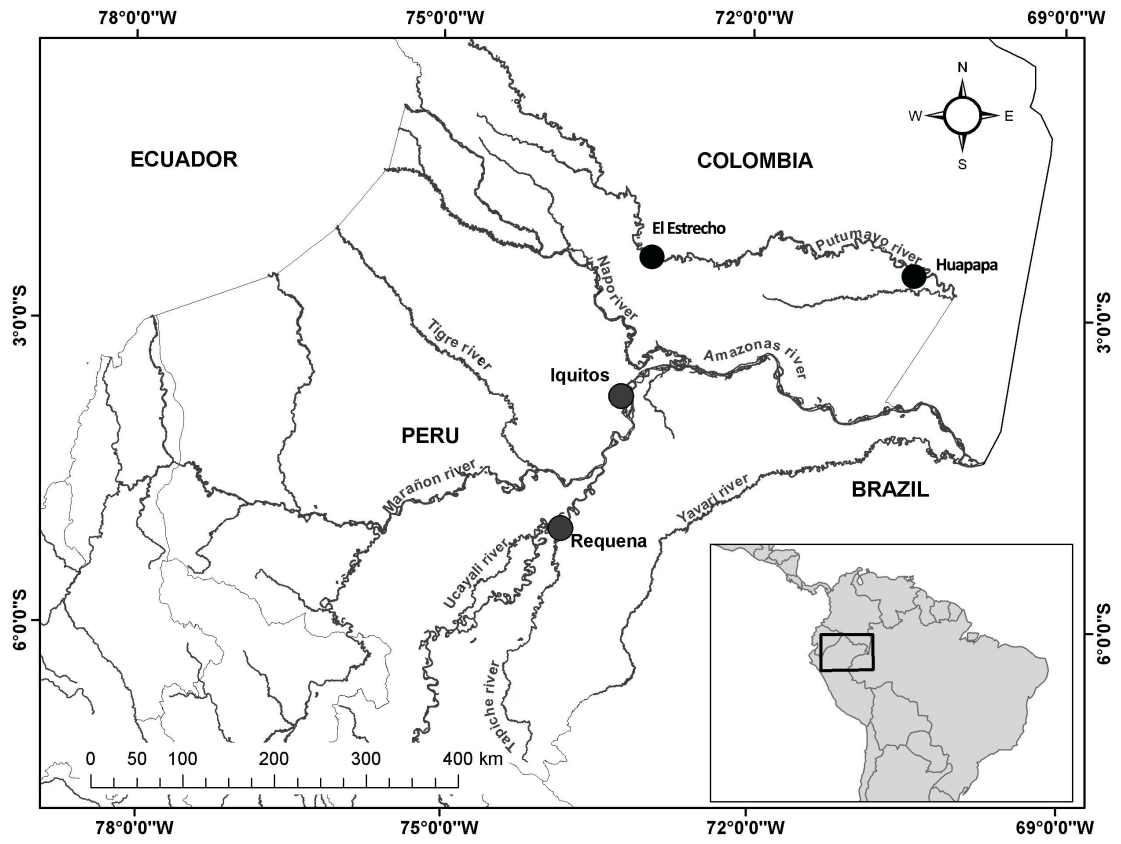 78°0'0"W 75°0'0"W 72°0'0"W 69°0'0"W
N
W E
S
ECUADOR
COLOMBIA
El Estrecho
Putumayo river
Huapapa
Napo river
3°0'0"S
3°0'0"S
Tigre river
Amazonas river
Iquitos
PERU
Marañon river
Yavari river
BRAZIL
Requena
Ucayali river
6°0'0"S
6°0'0"S
Tapiche river
0 50 100 200 300 400 km
78°0'0"W 75°0'0"W 72°0'0"W 69°0'0"W